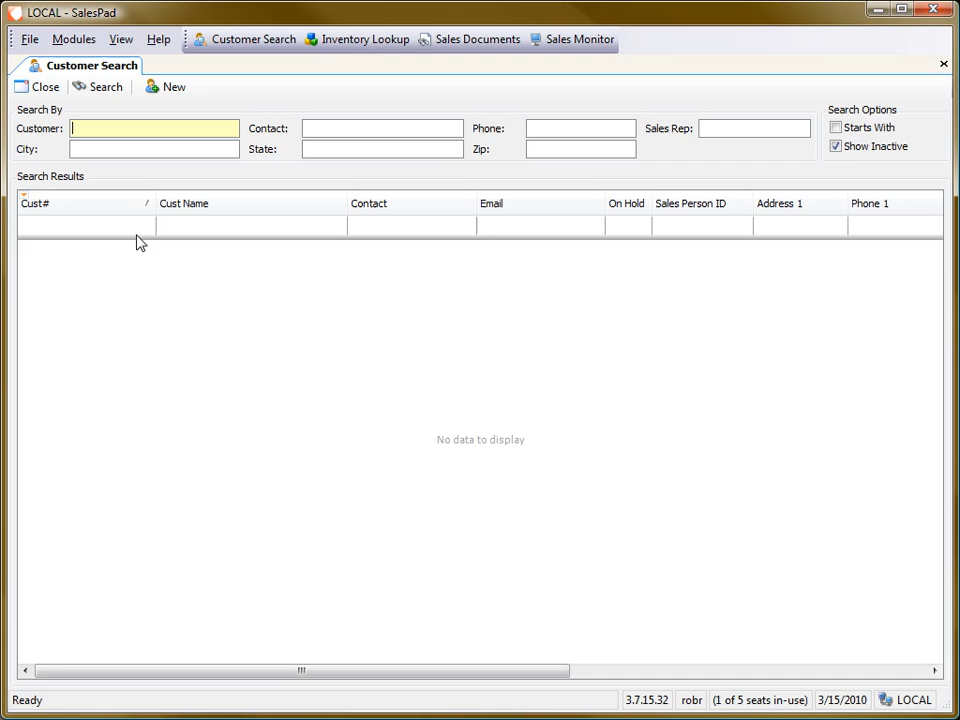 LOCAL - SalesPad
File Modules View Help Customer Search Inventory Lookup Sales Documents Sales Monitor
Customer Search
Close Search New
Search By Search Options
Customer: Contact: Phone: Sales Rep: Starts With
City: State: Zip: Show Inactive
Search Results
Cust# Cust Name Contact Email On Hold Sales Person ID Address 1 Phone 1
No data to display
Ready 3.7.15.32 robr (1 of 5 seats in-use) 3/15/2010 LOCAL